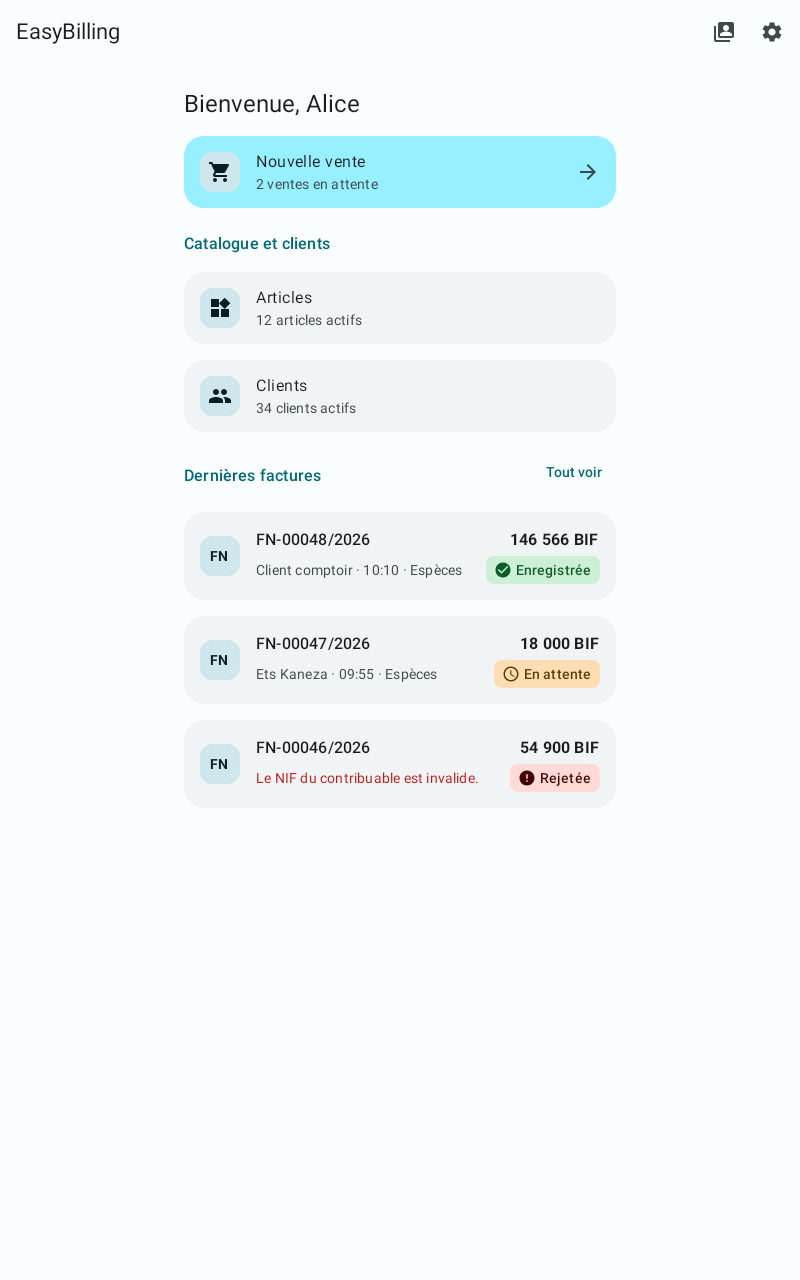 EasyBilling
Bienvenue, Alice
Nouvelle vente
2 ventes en attente
Catalogue et clients
Articles
12 articles actifs
Clients
34 clients actifs
Dernières factures
Tout voir
FN
FN-00048/2026
146 566 BIF
Client comptoir · 10:10 · Espèces
Enregistrée
FN
FN-00047/2026
18 000 BIF
Ets Kaneza · 09:55 · Espèces
En attente
FN
FN-00046/2026
54 900 BIF
Le NIF du contribuable est invalide.
Rejetée